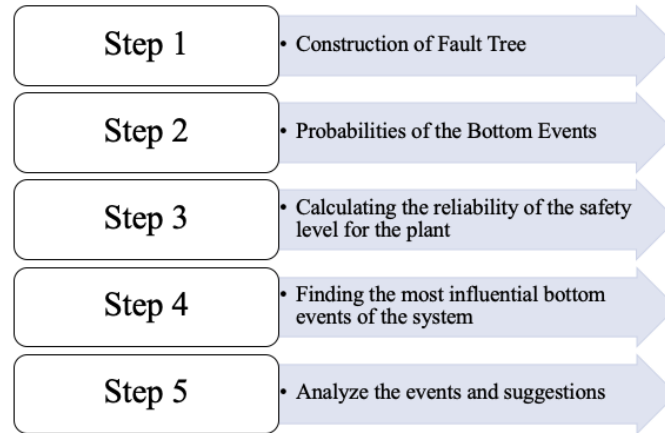 Step 1
• Construction of Fault Tree
Step 2
• Probabilities of the Bottom Events
Step 3
• Calculating the reliability of the safety
level for the plant
Step 4
• Finding the most influential bottom
events of the system
Step 5
• Analyze the events and suggestions